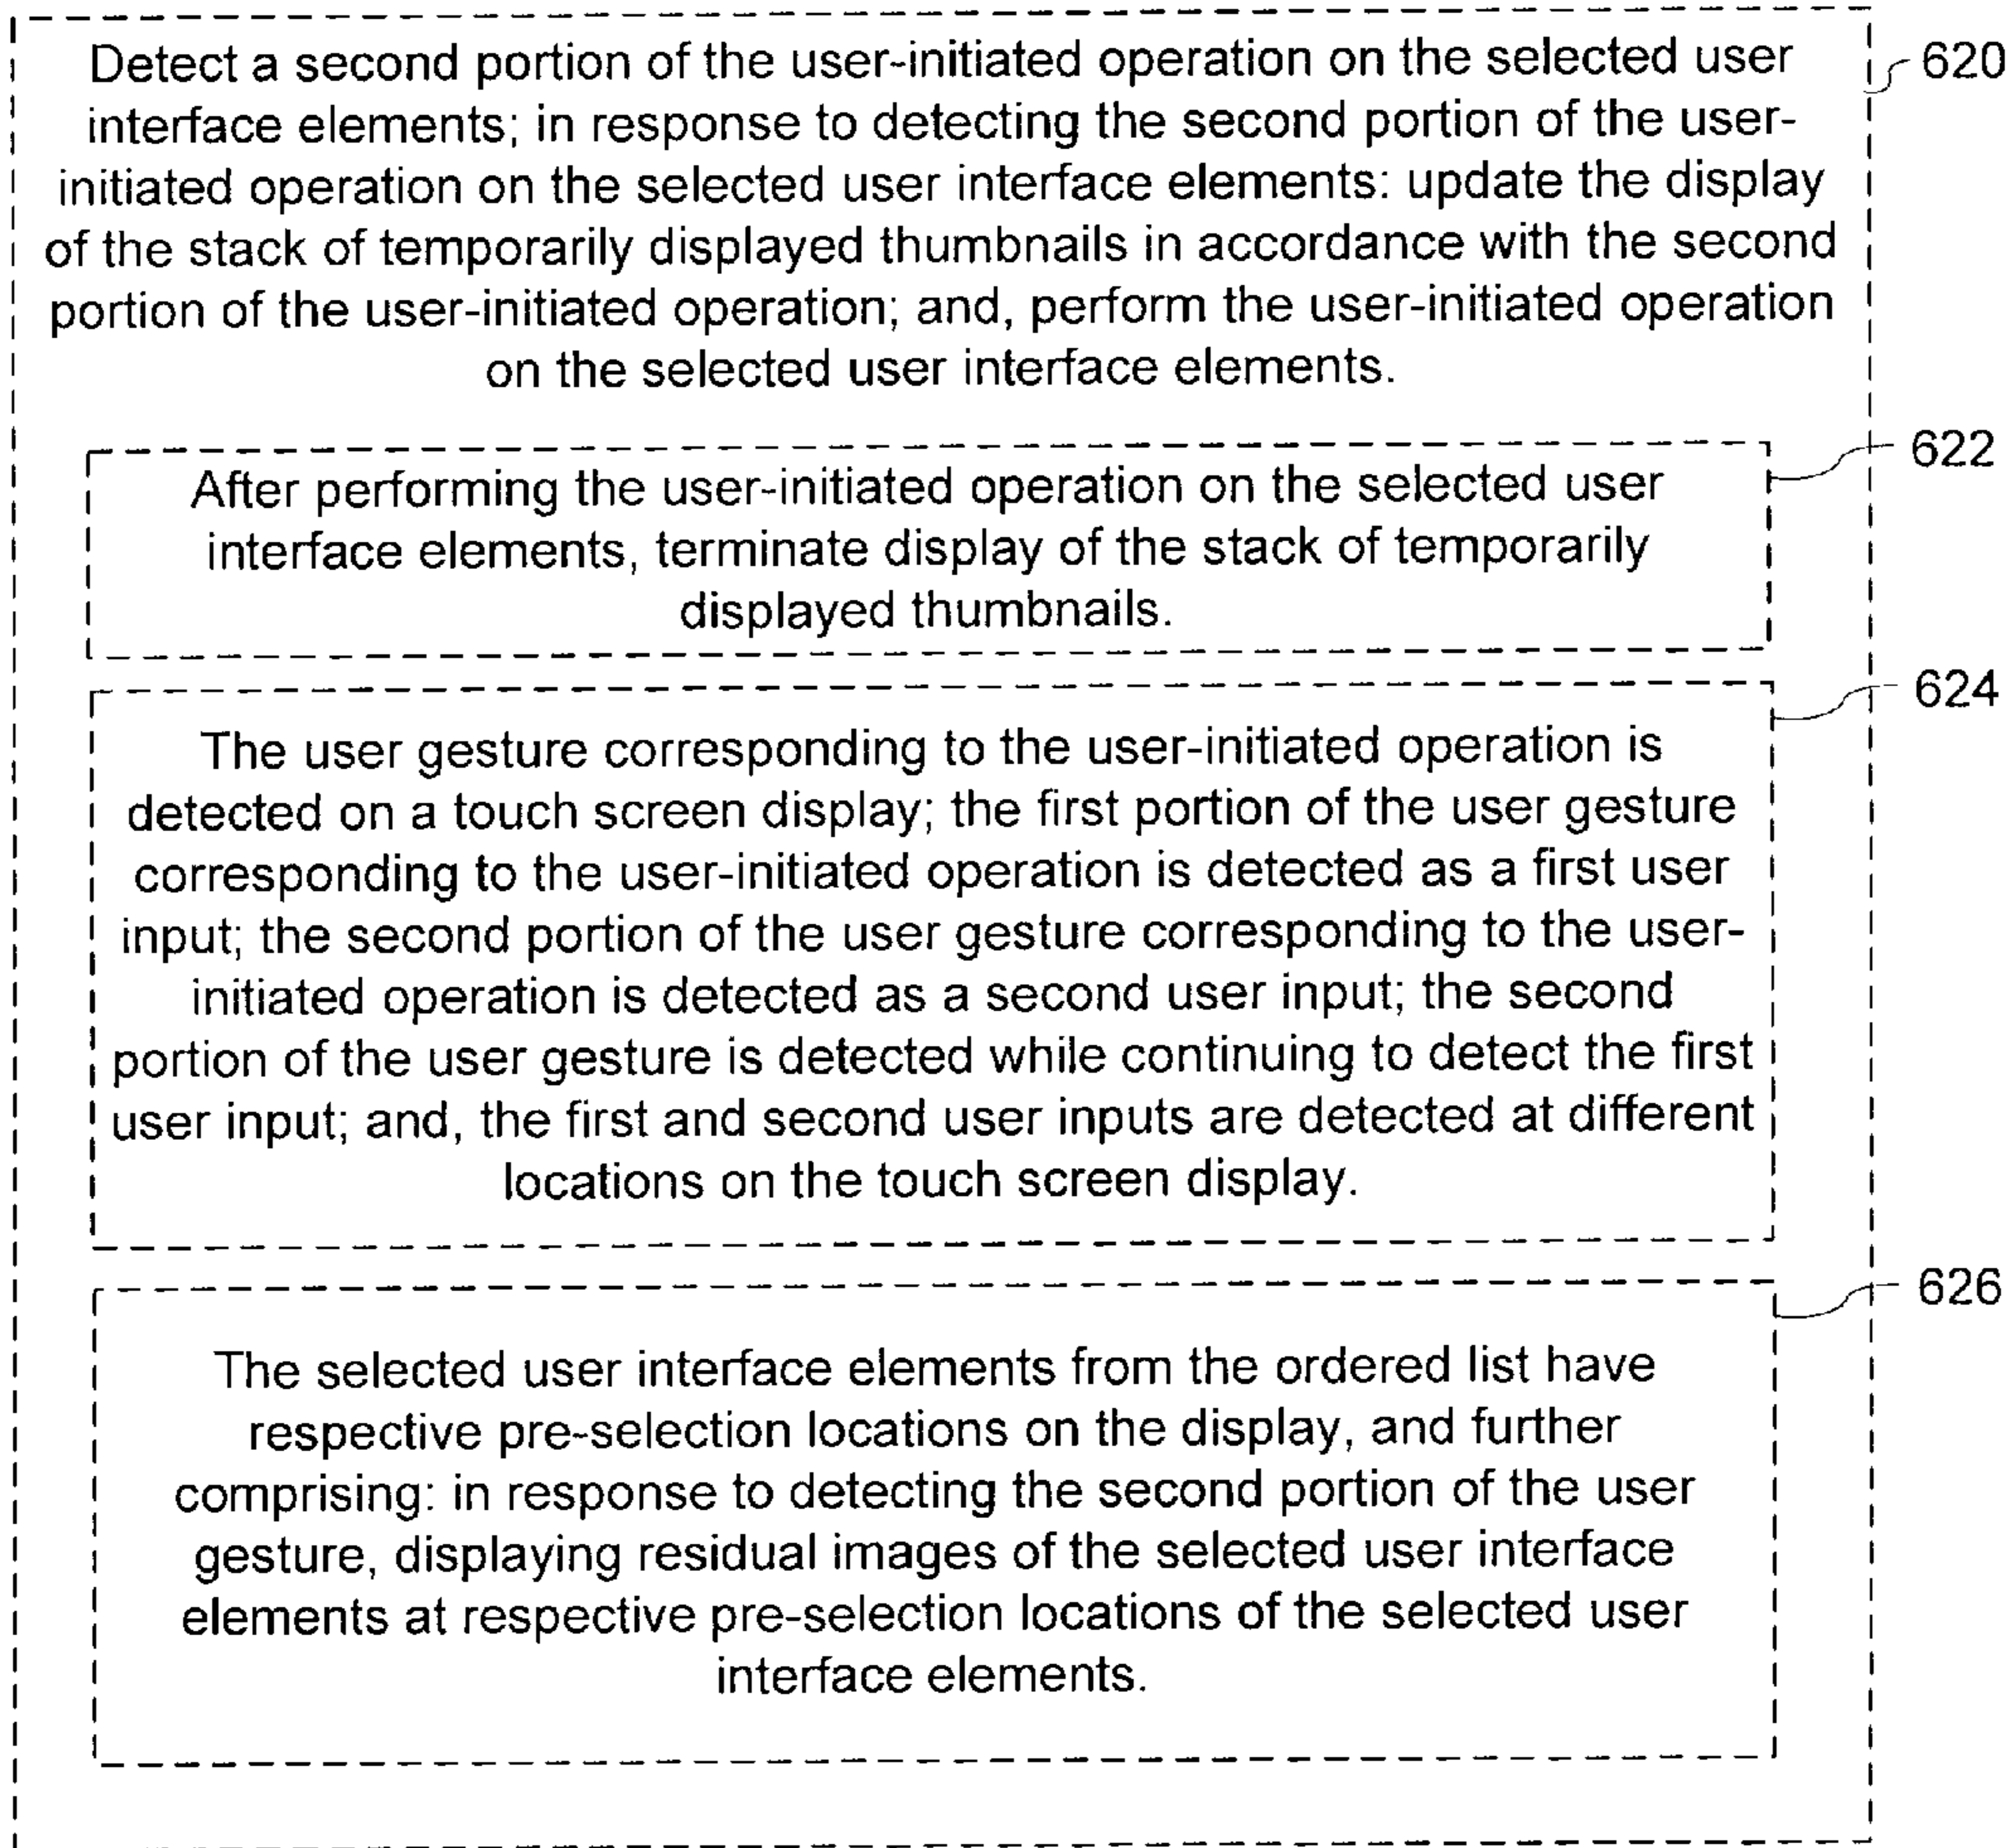 Detect a second portion of the user-initiated operation on the selected user
620
interface elements; in response to detecting the second portion of the user-
initiated operation on the selected user interface elements: update the display
of the stack of temporarily displayed thumbnails in accordance with the second
portion of the user-initiated operation; and, perform the user-initiated operation
on the selected user interface elements.
622
After performing the user-initiated operation on the selected user
interface elements, terminate display of the stack of temporarily
displayed thumbnails.
624
The user gesture corresponding to the user-initiated operation is
detected on a touch screen display; the first portion of the user gesture
corresponding to the user-initiated operation is detected as a first user
input; the second portion of the user gesture corresponding to the user-
initiated operation is detected as a second user input; the second
portion of the user gesture is detected while continuing to detect the first
user input; and, the first and second user inputs are detected at different
locations on the touch screen display.
626
The selected user interface elements from the ordered list have
respective pre-selection locations on the display, and further
comprising: in response to detecting the second portion of the user
gesture, displaying residual images of the selected user interface
elements at respective pre-selection locations of the selected user
interface elements.